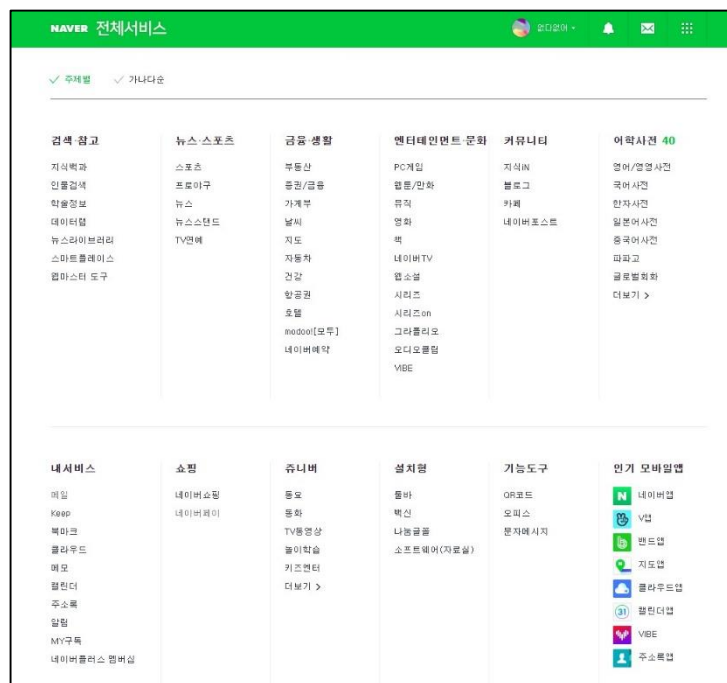 NAVER 전체서비스
없다없어
주제별 가나다순
검색·참고
지식백과
인물검색
학술정보
데이터랩
뉴스라이브러리
스마트플레이스
웹마스터 도구
뉴스·스포츠
스포츠
프로야구
뉴스
뉴스스탠드
TV연예
금융·생활
부동산
증권/금융
가계부
날씨
지도
자동차
건강
항공권
호텔
modoo![모두]
네이버예약
엔터테인먼트·문화
PC게임
웹툰/만화
뮤직
영화
책
네이버TV
웹소설
시리즈
시리즈on
그라폴리오
오디오클립
VIBE
커뮤니티
지식iN
블로그
카페
네이버포스트
어학사전 40
영어/영영사전
국어사전
한자사전
일본어사전
중국어사전
파파고
글로벌회화
더보기 >
내서비스
메일
Keep
북마크
클라우드
메모
캘린더
주소록
알림
MY구독
네이버플러스 멤버십
쇼핑
네이버쇼핑
네이버페이
쥬니버
동요
동화
TV동영상
놀이학습
키즈엔터
더보기 >
설치형
툴바
백신
나눔글꼴
소프트웨어(자료실)
기능도구
QR코드
오피스
문자메시지
인기 모바일앱
N 네이버앱
V앱
b 밴드앱
지도앱
클라우드앱
31 캘린더앱
VIBE
주소록앱